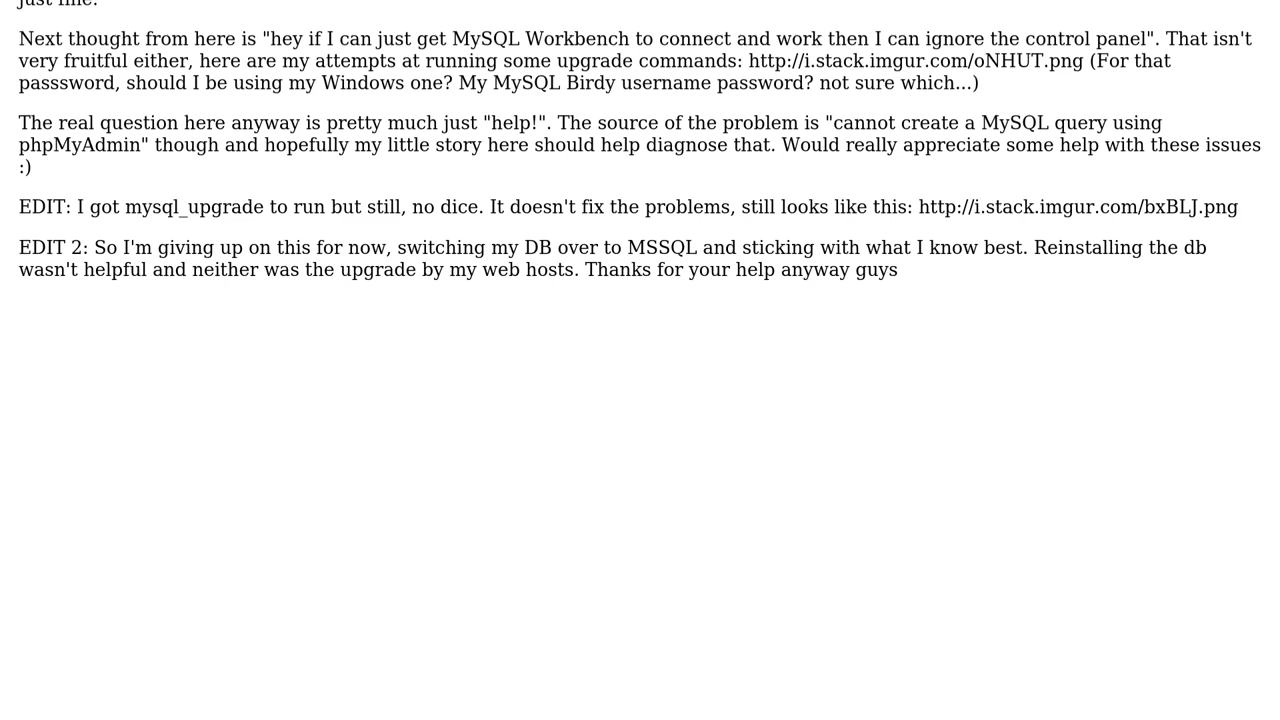 just fine.
Next thought from here is "hey if I can just get MySQL Workbench to connect and work then I can ignore the control panel". That isn't
very fruitful either, here are my attempts at running some upgrade commands: http://i.stack.imgur.com/oNHUT.png (For that
passsword, should I be using my Windows one? My MySQL Birdy username password? not sure which...)
The real question here anyway is pretty much just "help!". The source of the problem is "cannot create a MySQL query using
phpMyAdmin" though and hopefully my little story here should help diagnose that. Would really appreciate some help with these issues
:)
EDIT: I got mysql_upgrade to run but still, no dice. It doesn't fix the problems, still looks like this: http://i.stack.imgur.com/bxBLJ.png
EDIT 2: So I'm giving up on this for now, switching my DB over to MSSQL and sticking with what I know best. Reinstalling the db
wasn't helpful and neither was the upgrade by my web hosts. Thanks for your help anyway guys